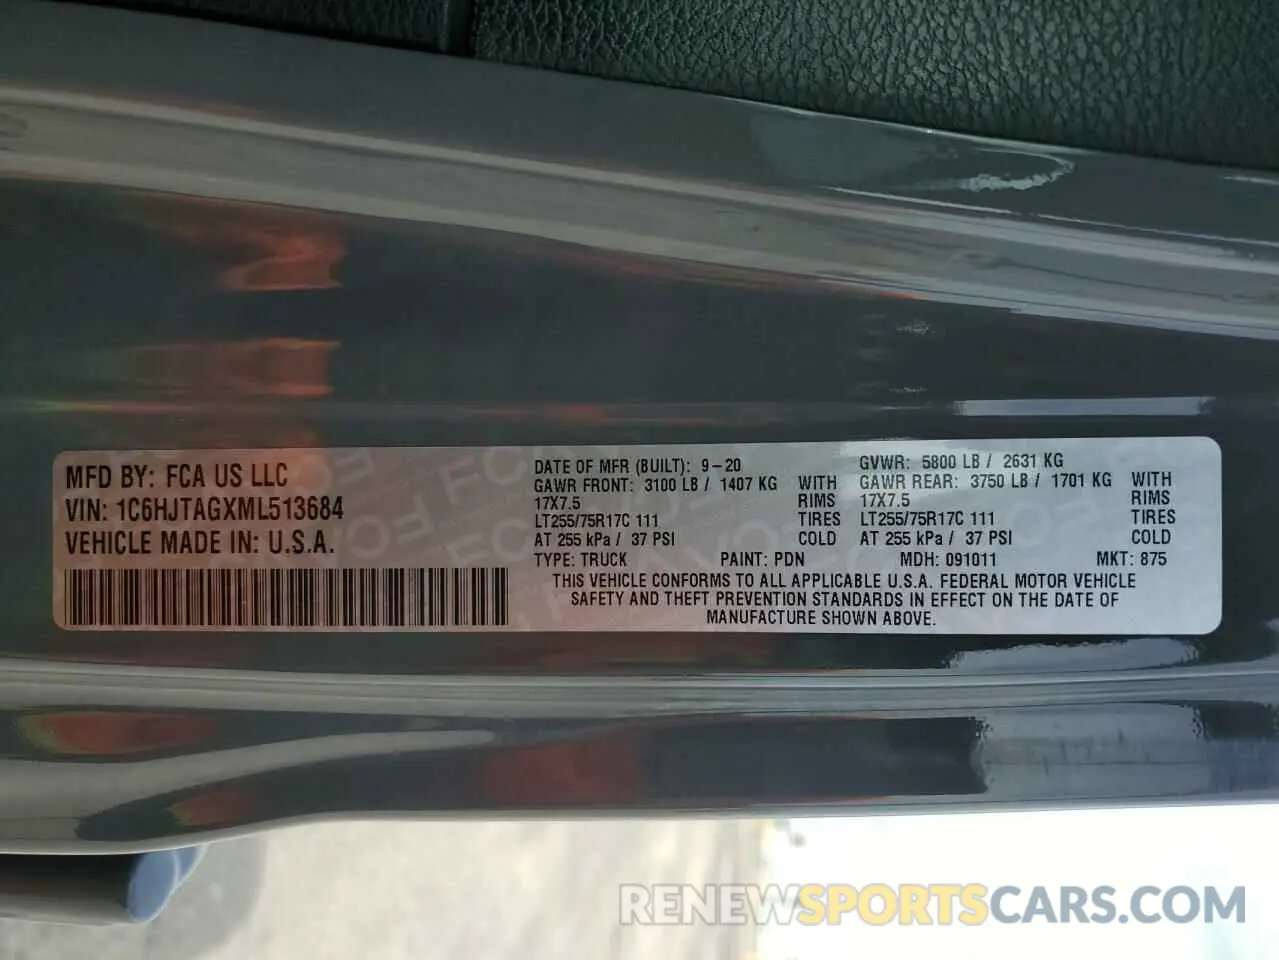 MFD BY: FCA US LLC
VIN: 1C6HJTAGXML513684
VEHICLE MADE IN: U.S.A.
DATE OF MFR (BUILT): 9-20
GAWR FRONT: 3100 LB / 1407 KG WITH
17X7.5 RIMS
LT255/75R17C 111 TIRES
AT 255 kPa / 37 PSI COLD
GVWR: 5800 LB / 2631 KG
GAWR REAR: 3750 LB / 1701 KG WITH
17X7.5 RIMS
LT255/75R17C 111 TIRES
AT 255 kPa / 37 PSI COLD
TYPE: TRUCK PAINT: PDN MDH: 091011 MKT: 875
THIS VEHICLE CONFORMS TO ALL APPLICABLE U.S.A. FEDERAL MOTOR VEHICLE
SAFETY AND THEFT PREVENTION STANDARDS IN EFFECT ON THE DATE OF
MANUFACTURE SHOWN ABOVE.
RENEWSPORTSCARS.COM